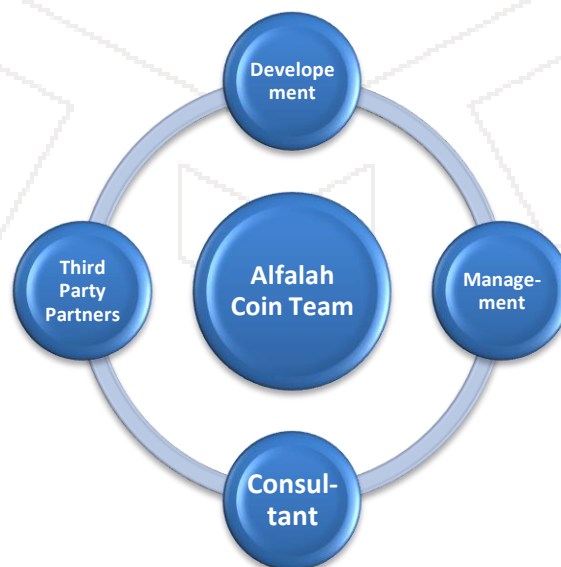 Develope
ment
Third
Party
Partners
Alfalah
Coin Team
Manage-
ment
Consul-
tant